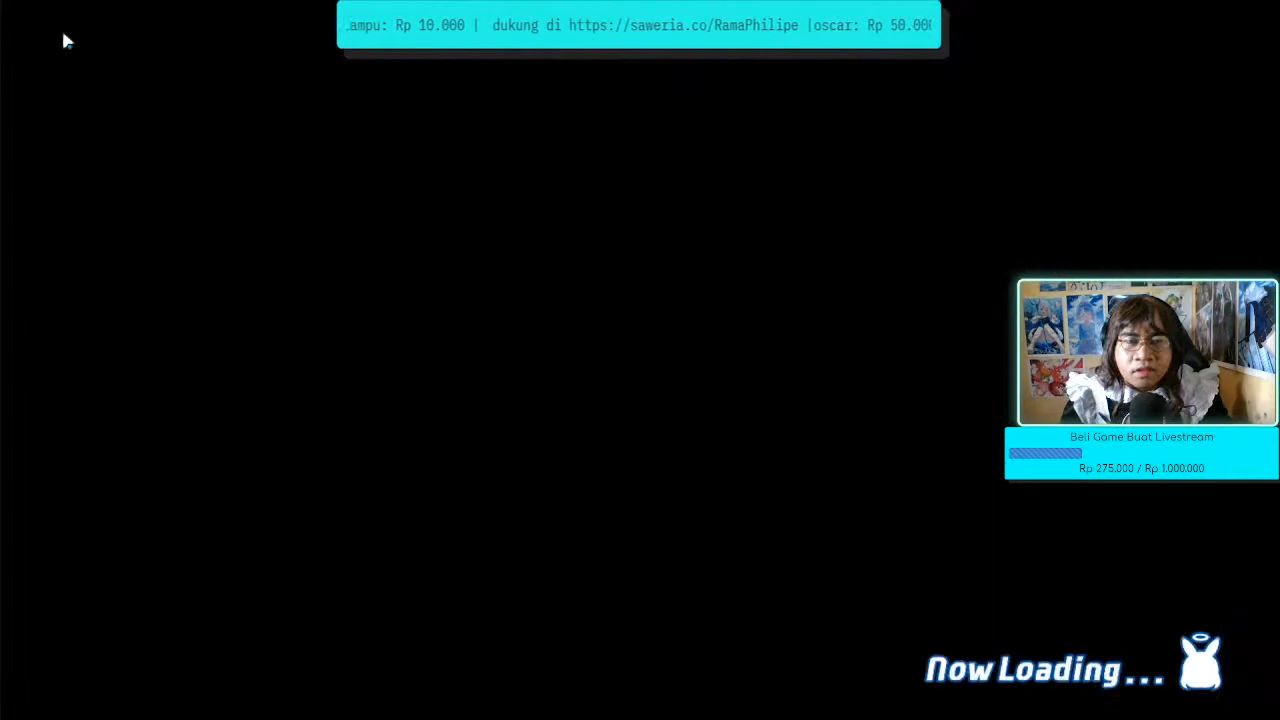 ampu: Rp 10.000 | dukung di https://saweria.co/RamaPhilipe |oscar: Rp 50.000
Beli Game Buat Livestream
Rp 275.000 / Rp 1.000.000
Now Loading...